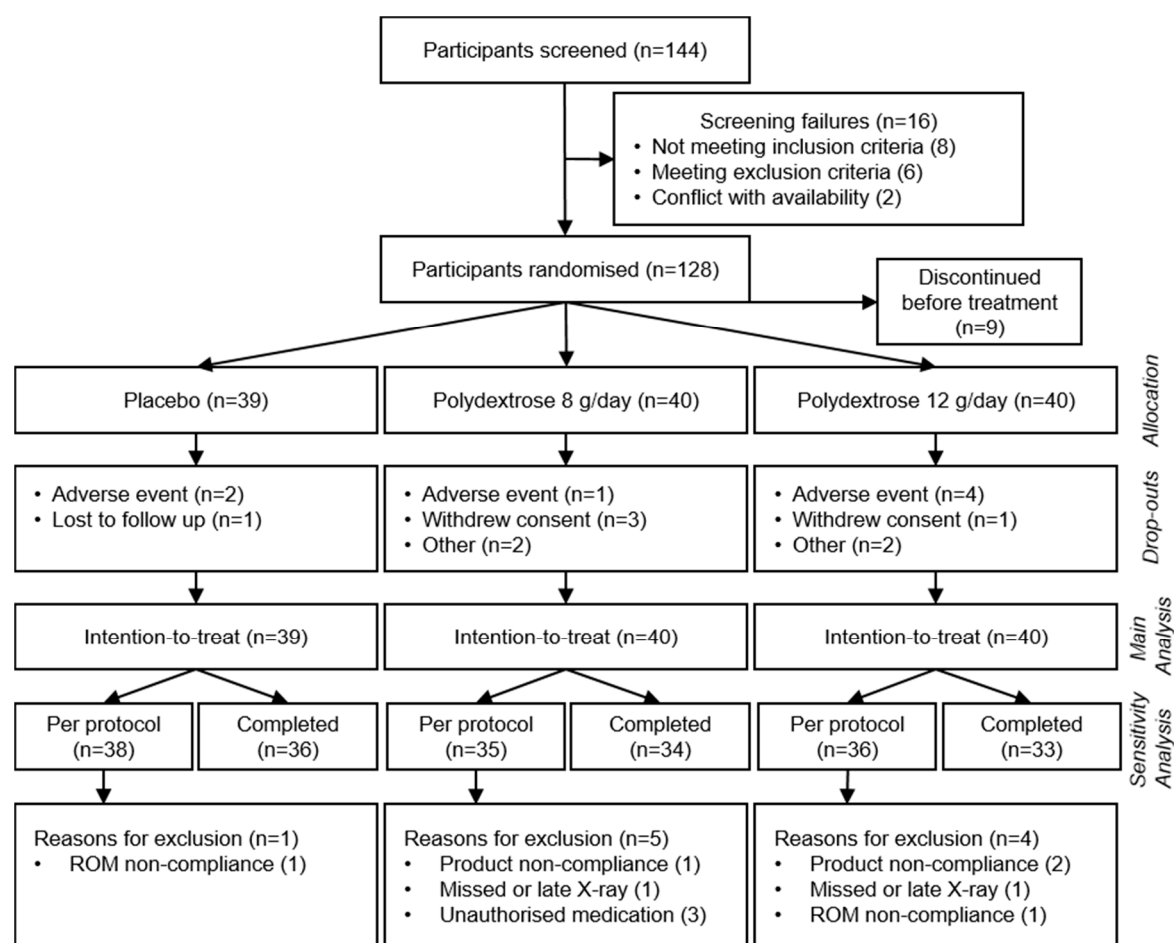 Participants screened (n=144)
Screening failures (n=16)
• Not meeting inclusion criteria (8)
• Meeting exclusion criteria (6)
• Conflict with availability (2)
Participants randomised (n=128)
Discontinued
before treatment
(n=9)
Allocation
Placebo (n=39)
Polydextrose 8 g/day (n=40)
Polydextrose 12 g/day (n=40)
Drop-outs
• Adverse event (n=2)
• Lost to follow up (n=1)
• Adverse event (n=1)
• Withdrew consent (n=3)
• Other (n=2)
• Adverse event (n=4)
• Withdrew consent (n=1)
• Other (n=2)
Main
Analysis
Intention-to-treat (n=39)
Intention-to-treat (n=40)
Intention-to-treat (n=40)
Sensitivity
Analysis
Per protocol
(n=38)
Completed
(n=36)
Per protocol
(n=35)
Completed
(n=34)
Per protocol
(n=36)
Completed
(n=33)
Reasons for exclusion (n=1)
• ROM non-compliance (1)
Reasons for exclusion (n=5)
• Product non-compliance (1)
• Missed or late X-ray (1)
• Unauthorised medication (3)
Reasons for exclusion (n=4)
• Product non-compliance (2)
• Missed or late X-ray (1)
• ROM non-compliance (1)